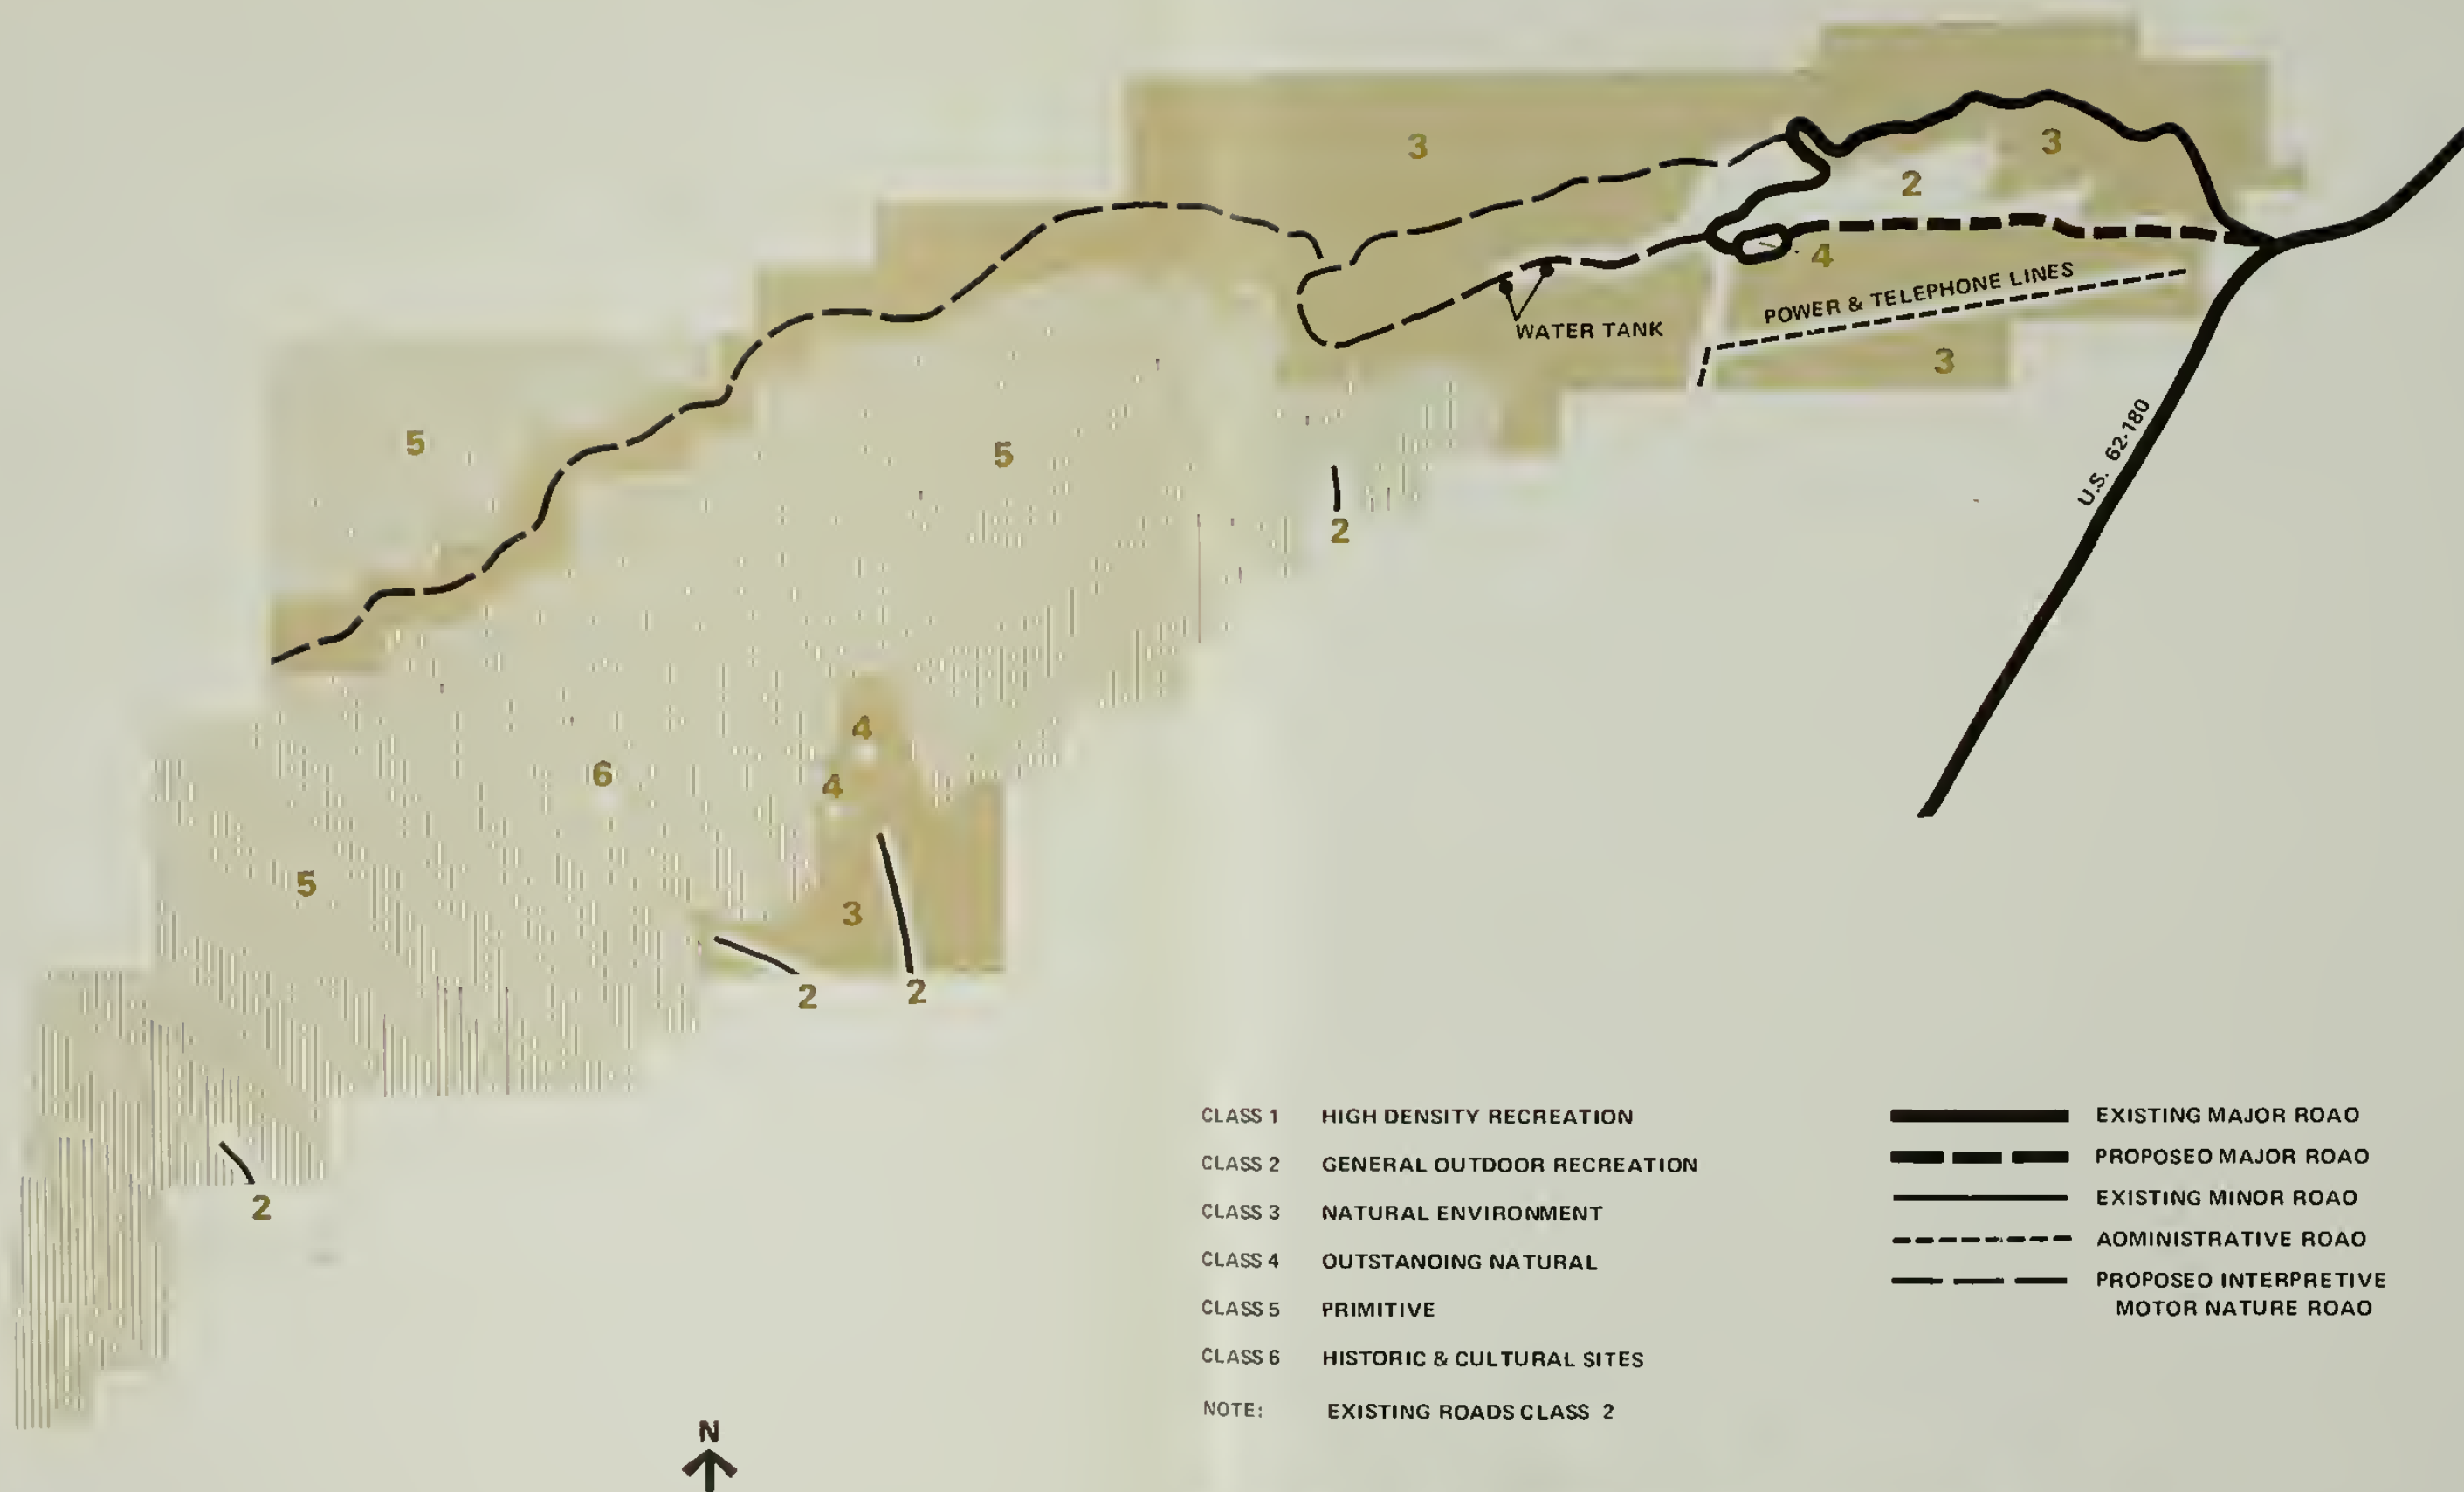 3
3
2
4
POWER & TELEPHONE LINES
WATER TANK
3
U.S. 62-180
5
5
2
4
6
4
5
3
2
2
2
CLASS 1 HIGH DENSITY RECREATION
CLASS 2 GENERAL OUTDOOR RECREATION
CLASS 3 NATURAL ENVIRONMENT
CLASS 4 OUTSTANOING NATURAL
CLASS 5 PRIMITIVE
CLASS 6 HISTORIC & CULTURAL SITES
NOTE: EXISTING ROADS CLASS 2
EXISTING MAJOR ROAO
PROPOSEO MAJOR ROAO
EXISTING MINOR ROAO
AOMINISTRATIVE ROAO
PROPOSEO INTERPRETIVE
MOTOR NATURE ROAO
N